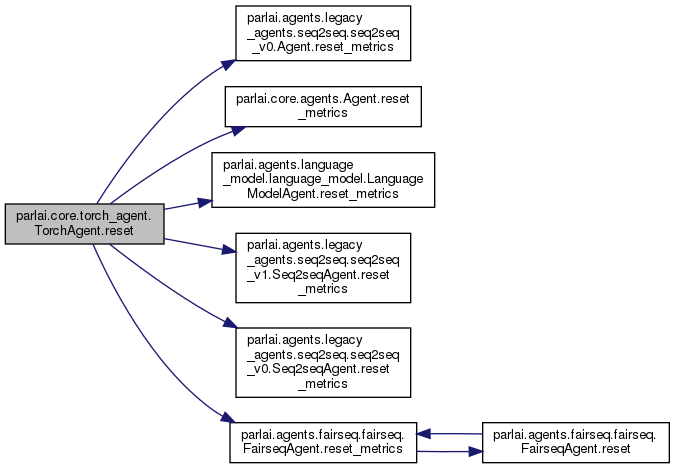 parlai.agents.legacy
_agents.seq2seq.seq2seq
_v0.Agent.reset_metrics
parlai.core.agents.Agent.reset
_metrics
parlai.agents.language
_model.language_model.Language
ModelAgent.reset_metrics
parlai.core.torch_agent.
TorchAgent.reset
parlai.agents.legacy
_agents.seq2seq.seq2seq
_v1.Seq2seqAgent.reset
_metrics
parlai.agents.legacy
_agents.seq2seq.seq2seq
_v0.Seq2seqAgent.reset
_metrics
parlai.agents.fairseq.fairseq.
FairseqAgent.reset_metrics
parlai.agents.fairseq.fairseq.
FairseqAgent.reset